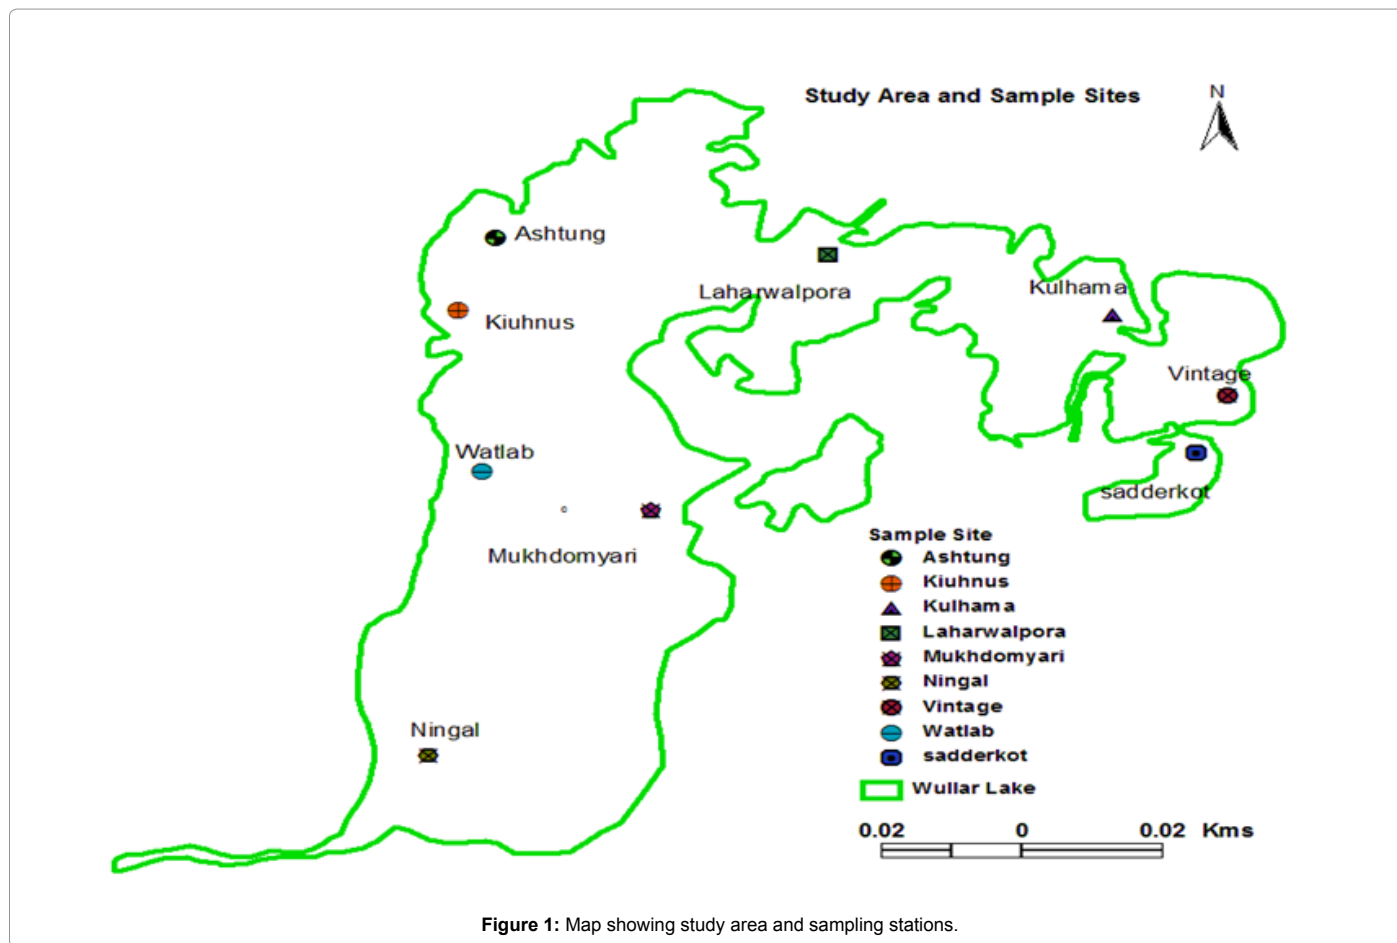 Study Area and Sample Sites
N
Ashtung
Laharwalpora
Kulhama
Kiuhnus
Vintage
Watlab
sadderkot
Mukhdomyari
Ningal
Sample Site
Ashtung
Kiuhnus
Kulhama
Laharwalpora
Mukhdomyari
Ningal
Vintage
Watlab
sadderkot
Wullar Lake
0.02 0 0.02 Kms
Figure 1: Map showing study area and sampling stations.